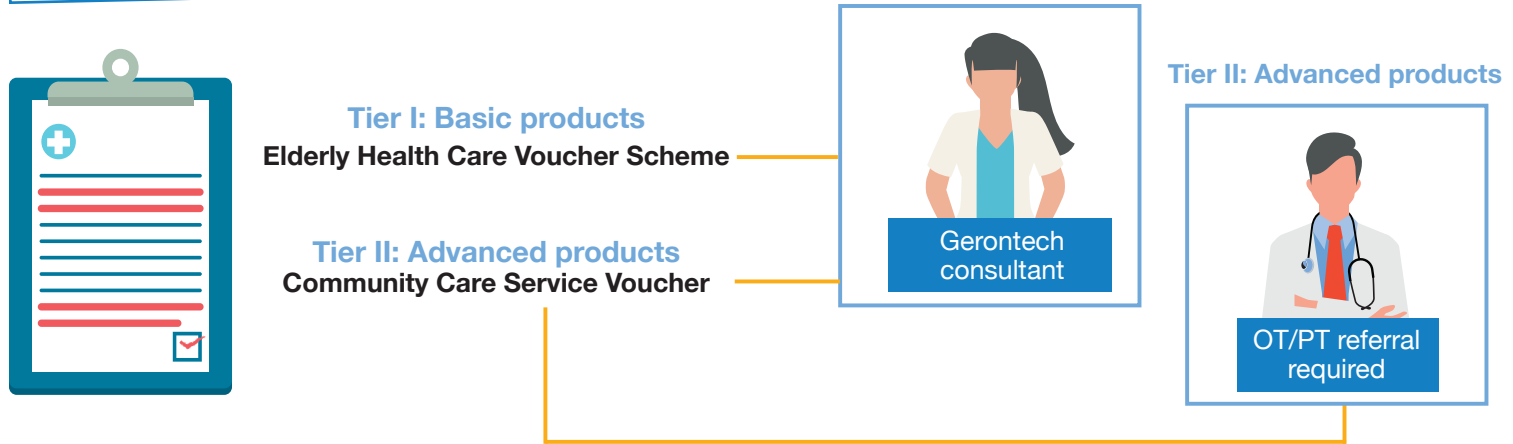 Tier I: Basic products
Elderly Health Care Voucher Scheme
Tier II: Advanced products
Community Care Service Voucher
Gerontech
consultant
Tier II: Advanced products
OT/PT referral
required